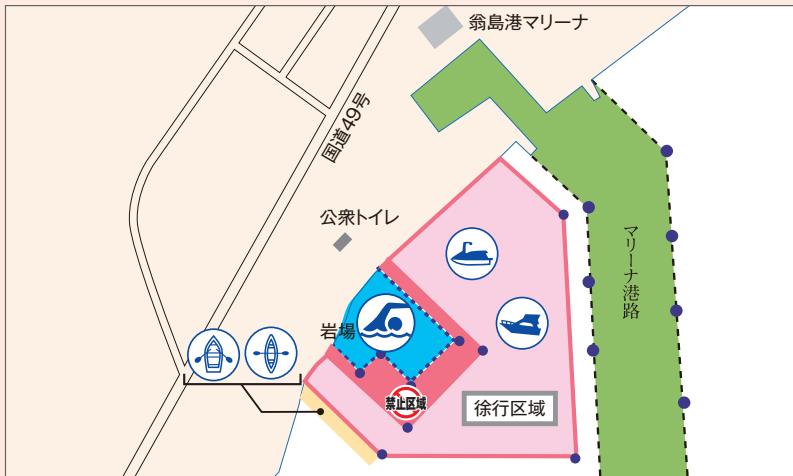 翁島港マリーナ
国道49号
公衆トイレ
マリーナ港路
岩場
禁止区域
徐行区域